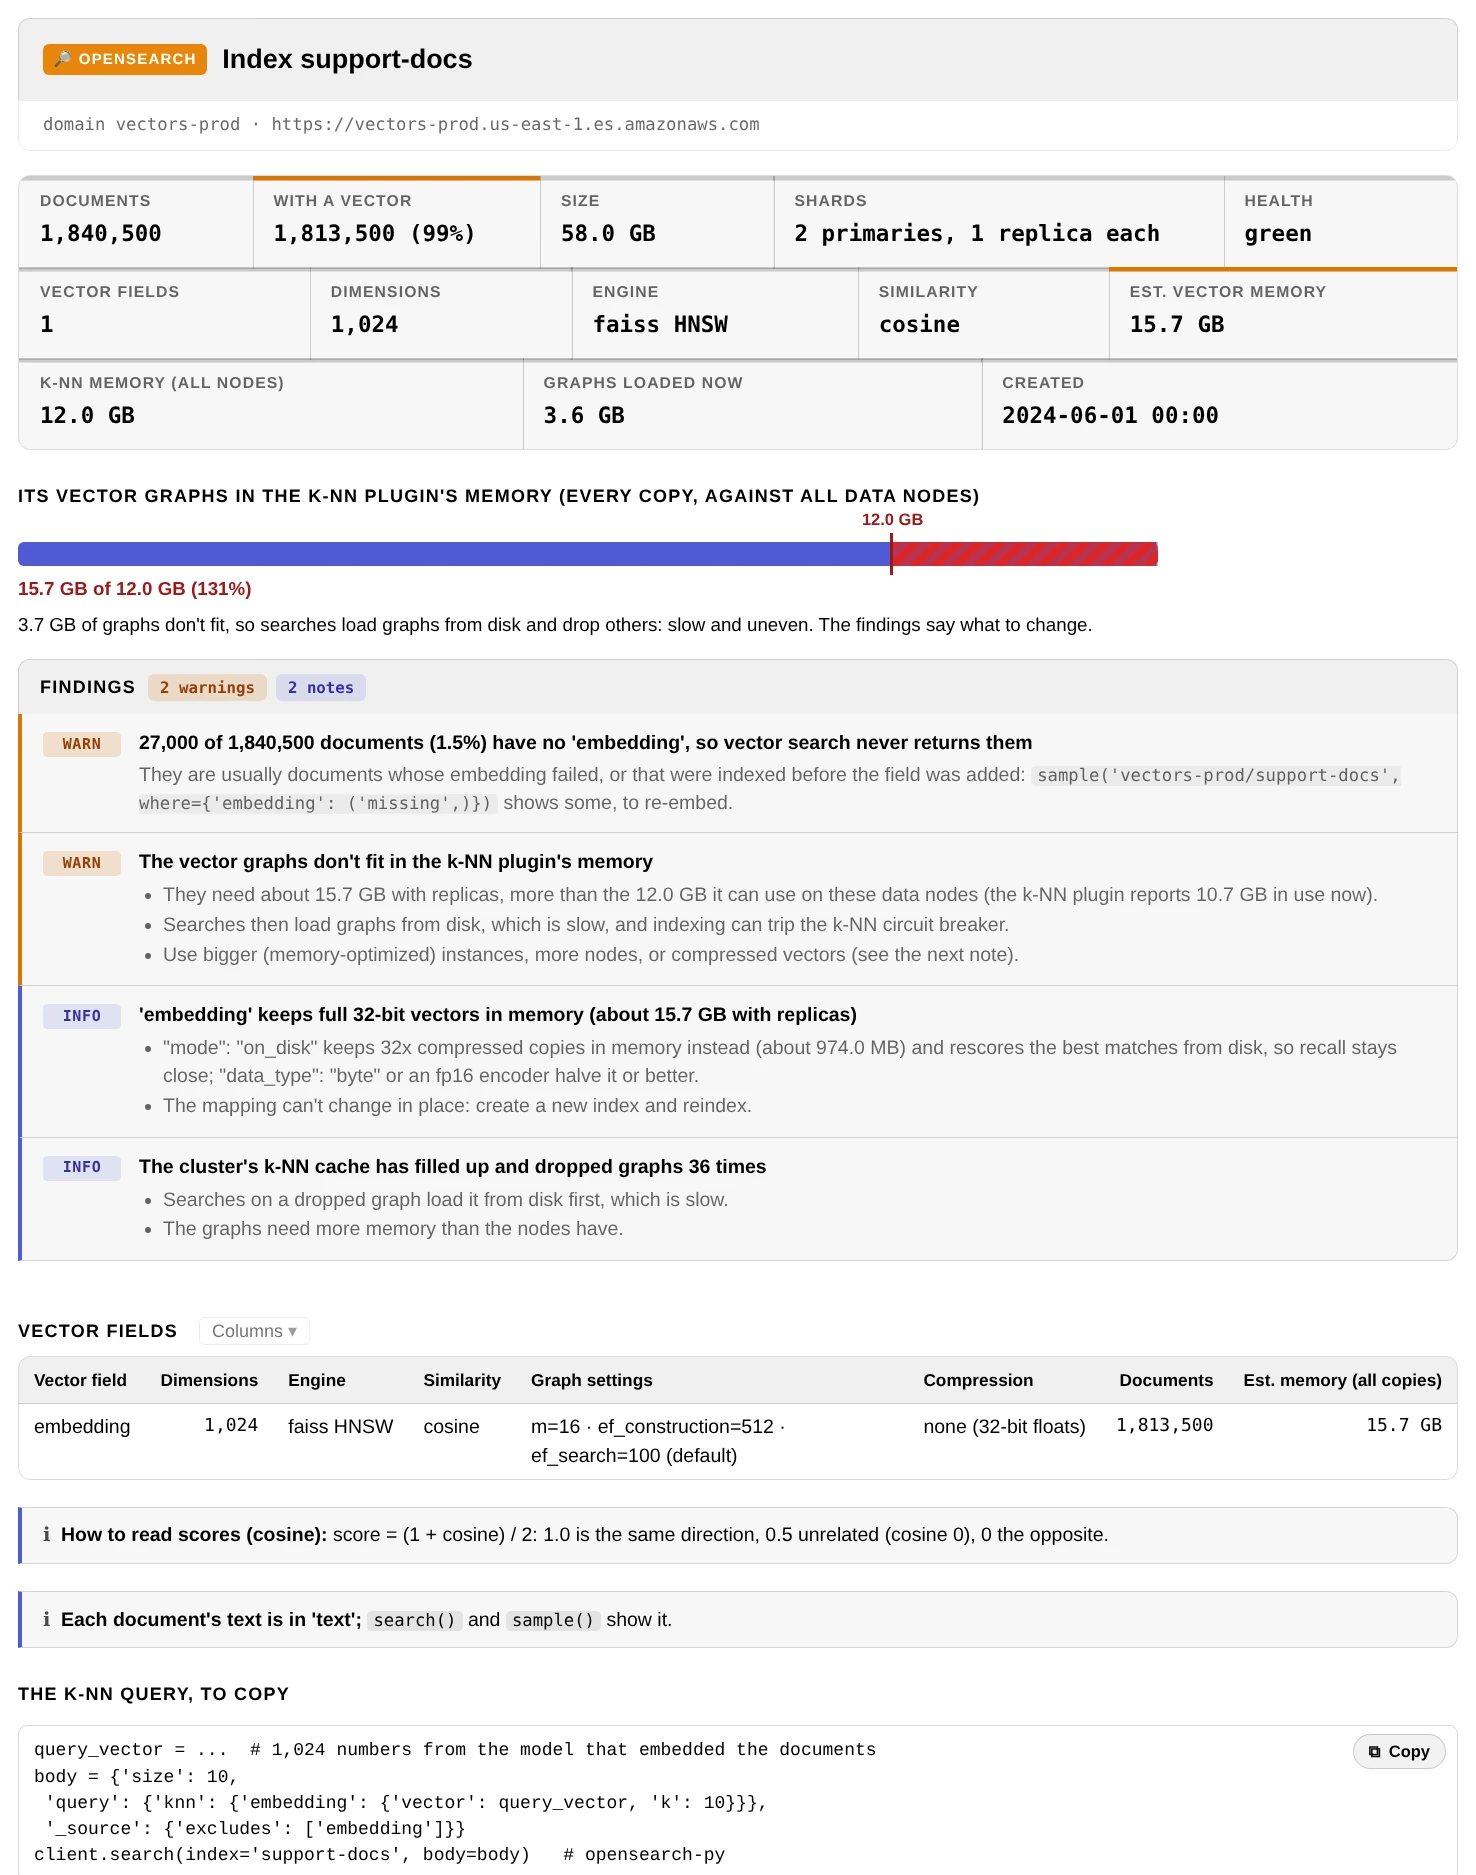 🔎 OPENSEARCH Index support-docs
domain vectors-prod · https://vectors-prod.us-east-1.es.amazonaws.com
DOCUMENTS WITH A VECTOR SIZE SHARDS HEALTH
1,840,500 1,813,500 (99%) 58.0 GB 2 primaries, 1 replica each green
VECTOR FIELDS DIMENSIONS ENGINE SIMILARITY EST. VECTOR MEMORY
1 1,024 faiss HNSW cosine 15.7 GB
K-NN MEMORY (ALL NODES) GRAPHS LOADED NOW CREATED
12.0 GB 3.6 GB 2024-06-01 00:00
ITS VECTOR GRAPHS IN THE K-NN PLUGIN'S MEMORY (EVERY COPY, AGAINST ALL DATA NODES)
12.0 GB
15.7 GB of 12.0 GB (131%)
3.7 GB of graphs don't fit, so searches load graphs from disk and drop others: slow and uneven. The findings say what to change.
FINDINGS 2 warnings 2 notes
WARN 27,000 of 1,840,500 documents (1.5%) have no 'embedding', so vector search never returns them
They are usually documents whose embedding failed, or that were indexed before the field was added: sample('vectors-prod/support-docs',
where={'embedding': ('missing',)}) shows some, to re-embed.
WARN The vector graphs don't fit in the k-NN plugin's memory
• They need about 15.7 GB with replicas, more than the 12.0 GB it can use on these data nodes (the k-NN plugin reports 10.7 GB in use now).
• Searches then load graphs from disk, which is slow, and indexing can trip the k-NN circuit breaker.
• Use bigger (memory-optimized) instances, more nodes, or compressed vectors (see the next note).
INFO 'embedding' keeps full 32-bit vectors in memory (about 15.7 GB with replicas)
• "mode": "on_disk" keeps 32x compressed copies in memory instead (about 974.0 MB) and rescores the best matches from disk, so recall stays
close; "data_type": "byte" or an fp16 encoder halve it or better.
• The mapping can't change in place: create a new index and reindex.
INFO The cluster's k-NN cache has filled up and dropped graphs 36 times
• Searches on a dropped graph load it from disk first, which is slow.
• The graphs need more memory than the nodes have.
VECTOR FIELDS Columns ▾
Vector field Dimensions Engine Similarity Graph settings Compression Documents Est. memory (all copies)
embedding 1,024 faiss HNSW cosine m=16 · ef_construction=512 · none (32-bit floats) 1,813,500 15.7 GB
ef_search=100 (default)
ℹ How to read scores (cosine): score = (1 + cosine) / 2: 1.0 is the same direction, 0.5 unrelated (cosine 0), 0 the opposite.
ℹ Each document's text is in 'text'; search() and sample() show it.
THE K-NN QUERY, TO COPY
query_vector = ...  # 1,024 numbers from the model that embedded the documents
⧉ Copy
body = {'size': 10,
 'query': {'knn': {'embedding': {'vector': query_vector, 'k': 10}}},
 '_source': {'excludes': ['embedding']}}
client.search(index='support-docs', body=body)   # opensearch-py